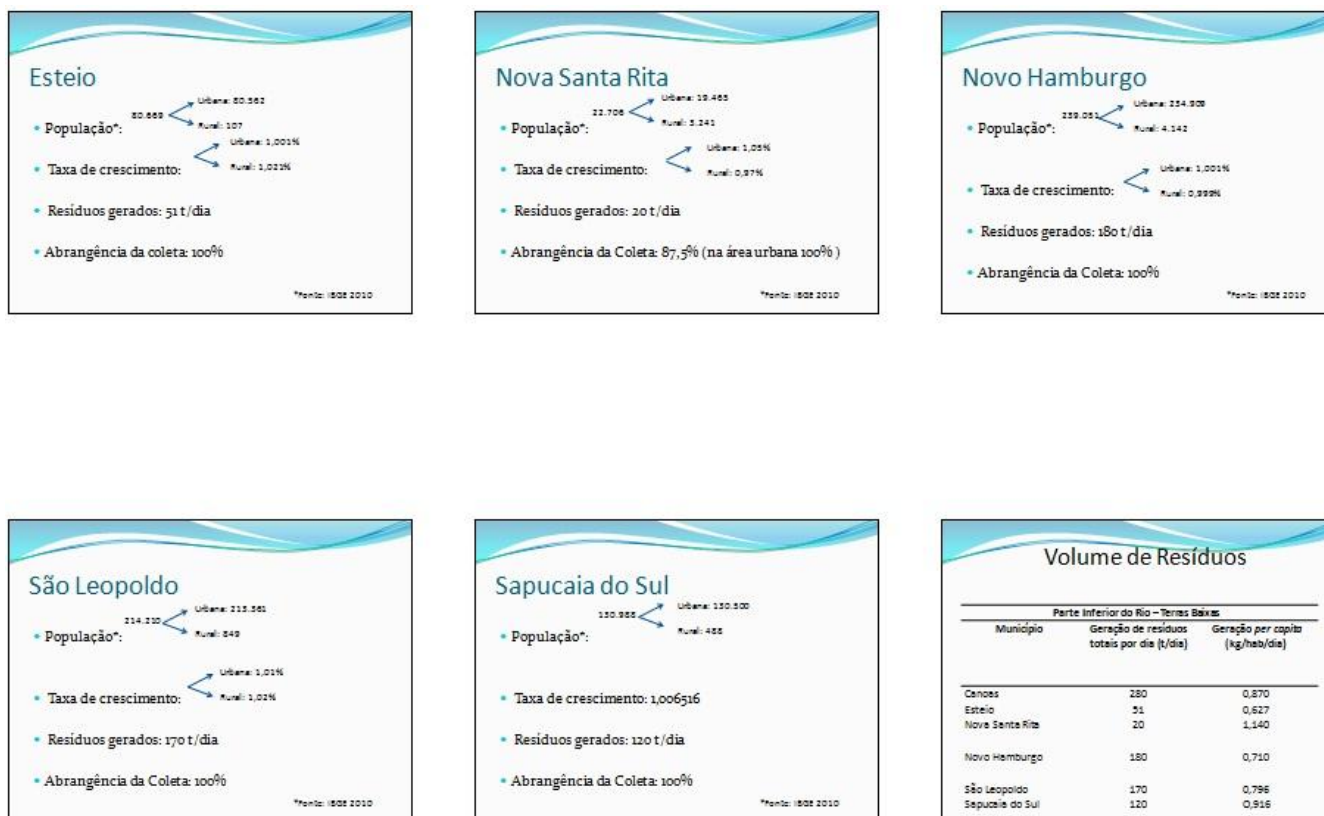 Esteio
80.669
Urbana: 80.562
Rural: 107
• População*:
• Taxa de crescimento:
Urbana: 1,001%
Rural: 1,021%
• Resíduos gerados: 51 t/dia
• Abrangência da coleta: 100%
*Fonte: IBGE 2010
Nova Santa Rita
22.706
Urbana: 19.465
Rural: 3.241
• População*:
Urbana: 1,05%
• Taxa de crescimento:
Rural: 0,97%
• Resíduos gerados: 20 t/dia
• Abrangência da Coleta: 87,5% (na área urbana 100% )
*Fonte: IBGE 2010
Novo Hamburgo
239.051
Urbana: 234.909
Rural: 4.142
• População*:
Urbana: 1,001%
• Taxa de crescimento:
Rural: 0,999%
• Resíduos gerados: 180 t/dia
• Abrangência da Coleta: 100%
*Fonte: IBGE 2010
São Leopoldo
214.210
Urbana: 213.361
Rural: 849
• População*:
Urbana: 1,01%
• Taxa de crescimento:
Rural: 1,02%
• Resíduos gerados: 170 t/dia
• Abrangência da Coleta: 100%
*Fonte: IBGE 2010
Sapucaia do Sul
130.988
Urbana: 130.500
Rural: 488
• População*:
• Taxa de crescimento: 1,006516
• Resíduos gerados: 120 t/dia
• Abrangência da Coleta: 100%
*Fonte: IBGE 2010
Volume de Resíduos
Parte Inferior do Rio – Terras Baixas
Município Geração de resíduos totais por dia (t/dia) Geração per capita (kg/hab/dia)
Canoas 280 0,870
Esteio 51 0,627
Nova Santa Rita 20 1,140
Novo Hamburgo 180 0,710
São Leopoldo 170 0,796
Sapucaia do Sul 120 0,916